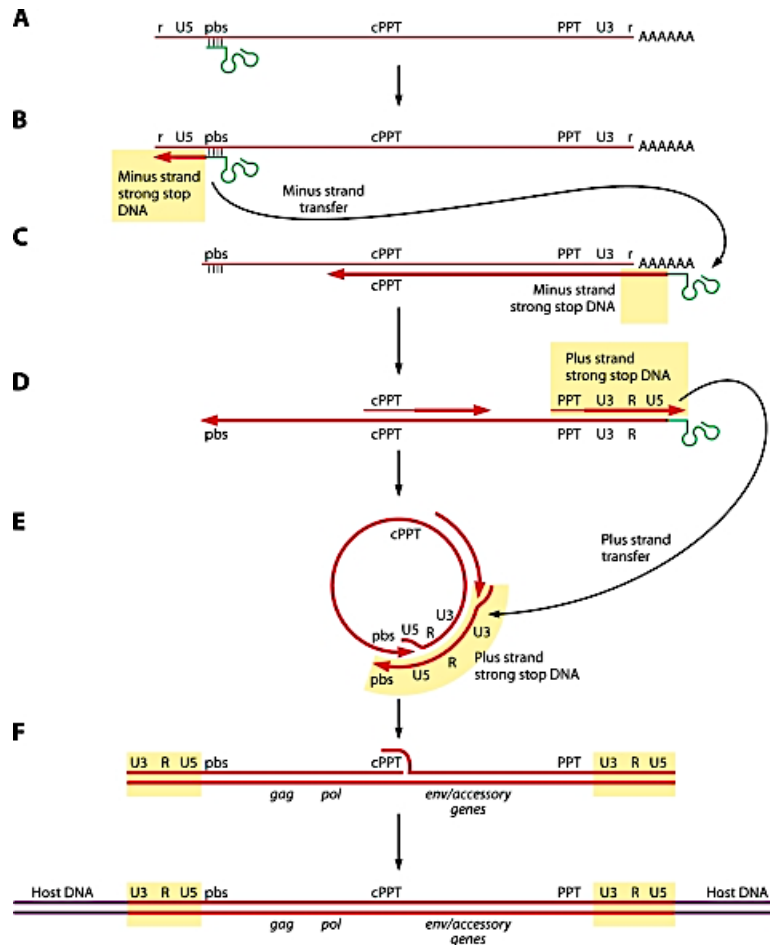 A
r U5 pbs cPPT PPT U3 r AAAAAA
B
r U5 pbs cPPT PPT U3 r AAAAAA
Minus strand
strong stop
DNA
Minus strand
transfer
C
pbs cPPT PPT U3 r AAAAAA
cPPT
Minus strand
strong stop DNA
Plus strand
strong stop DNA
D
cPPT PPT U3 R U5
pbs cPPT PPT U3 R
E
cPPT
Plus strand
transfer
pbs U5 R U3 U3
pbs U5 R
Plus strand
strong stop DNA
F
U3 R U5 pbs cPPT PPT U3 R U5
gag pol env/accessory
genes
Host DNA U3 R U5 pbs cPPT PPT U3 R U5 Host DNA
gag pol env/accessory
genes